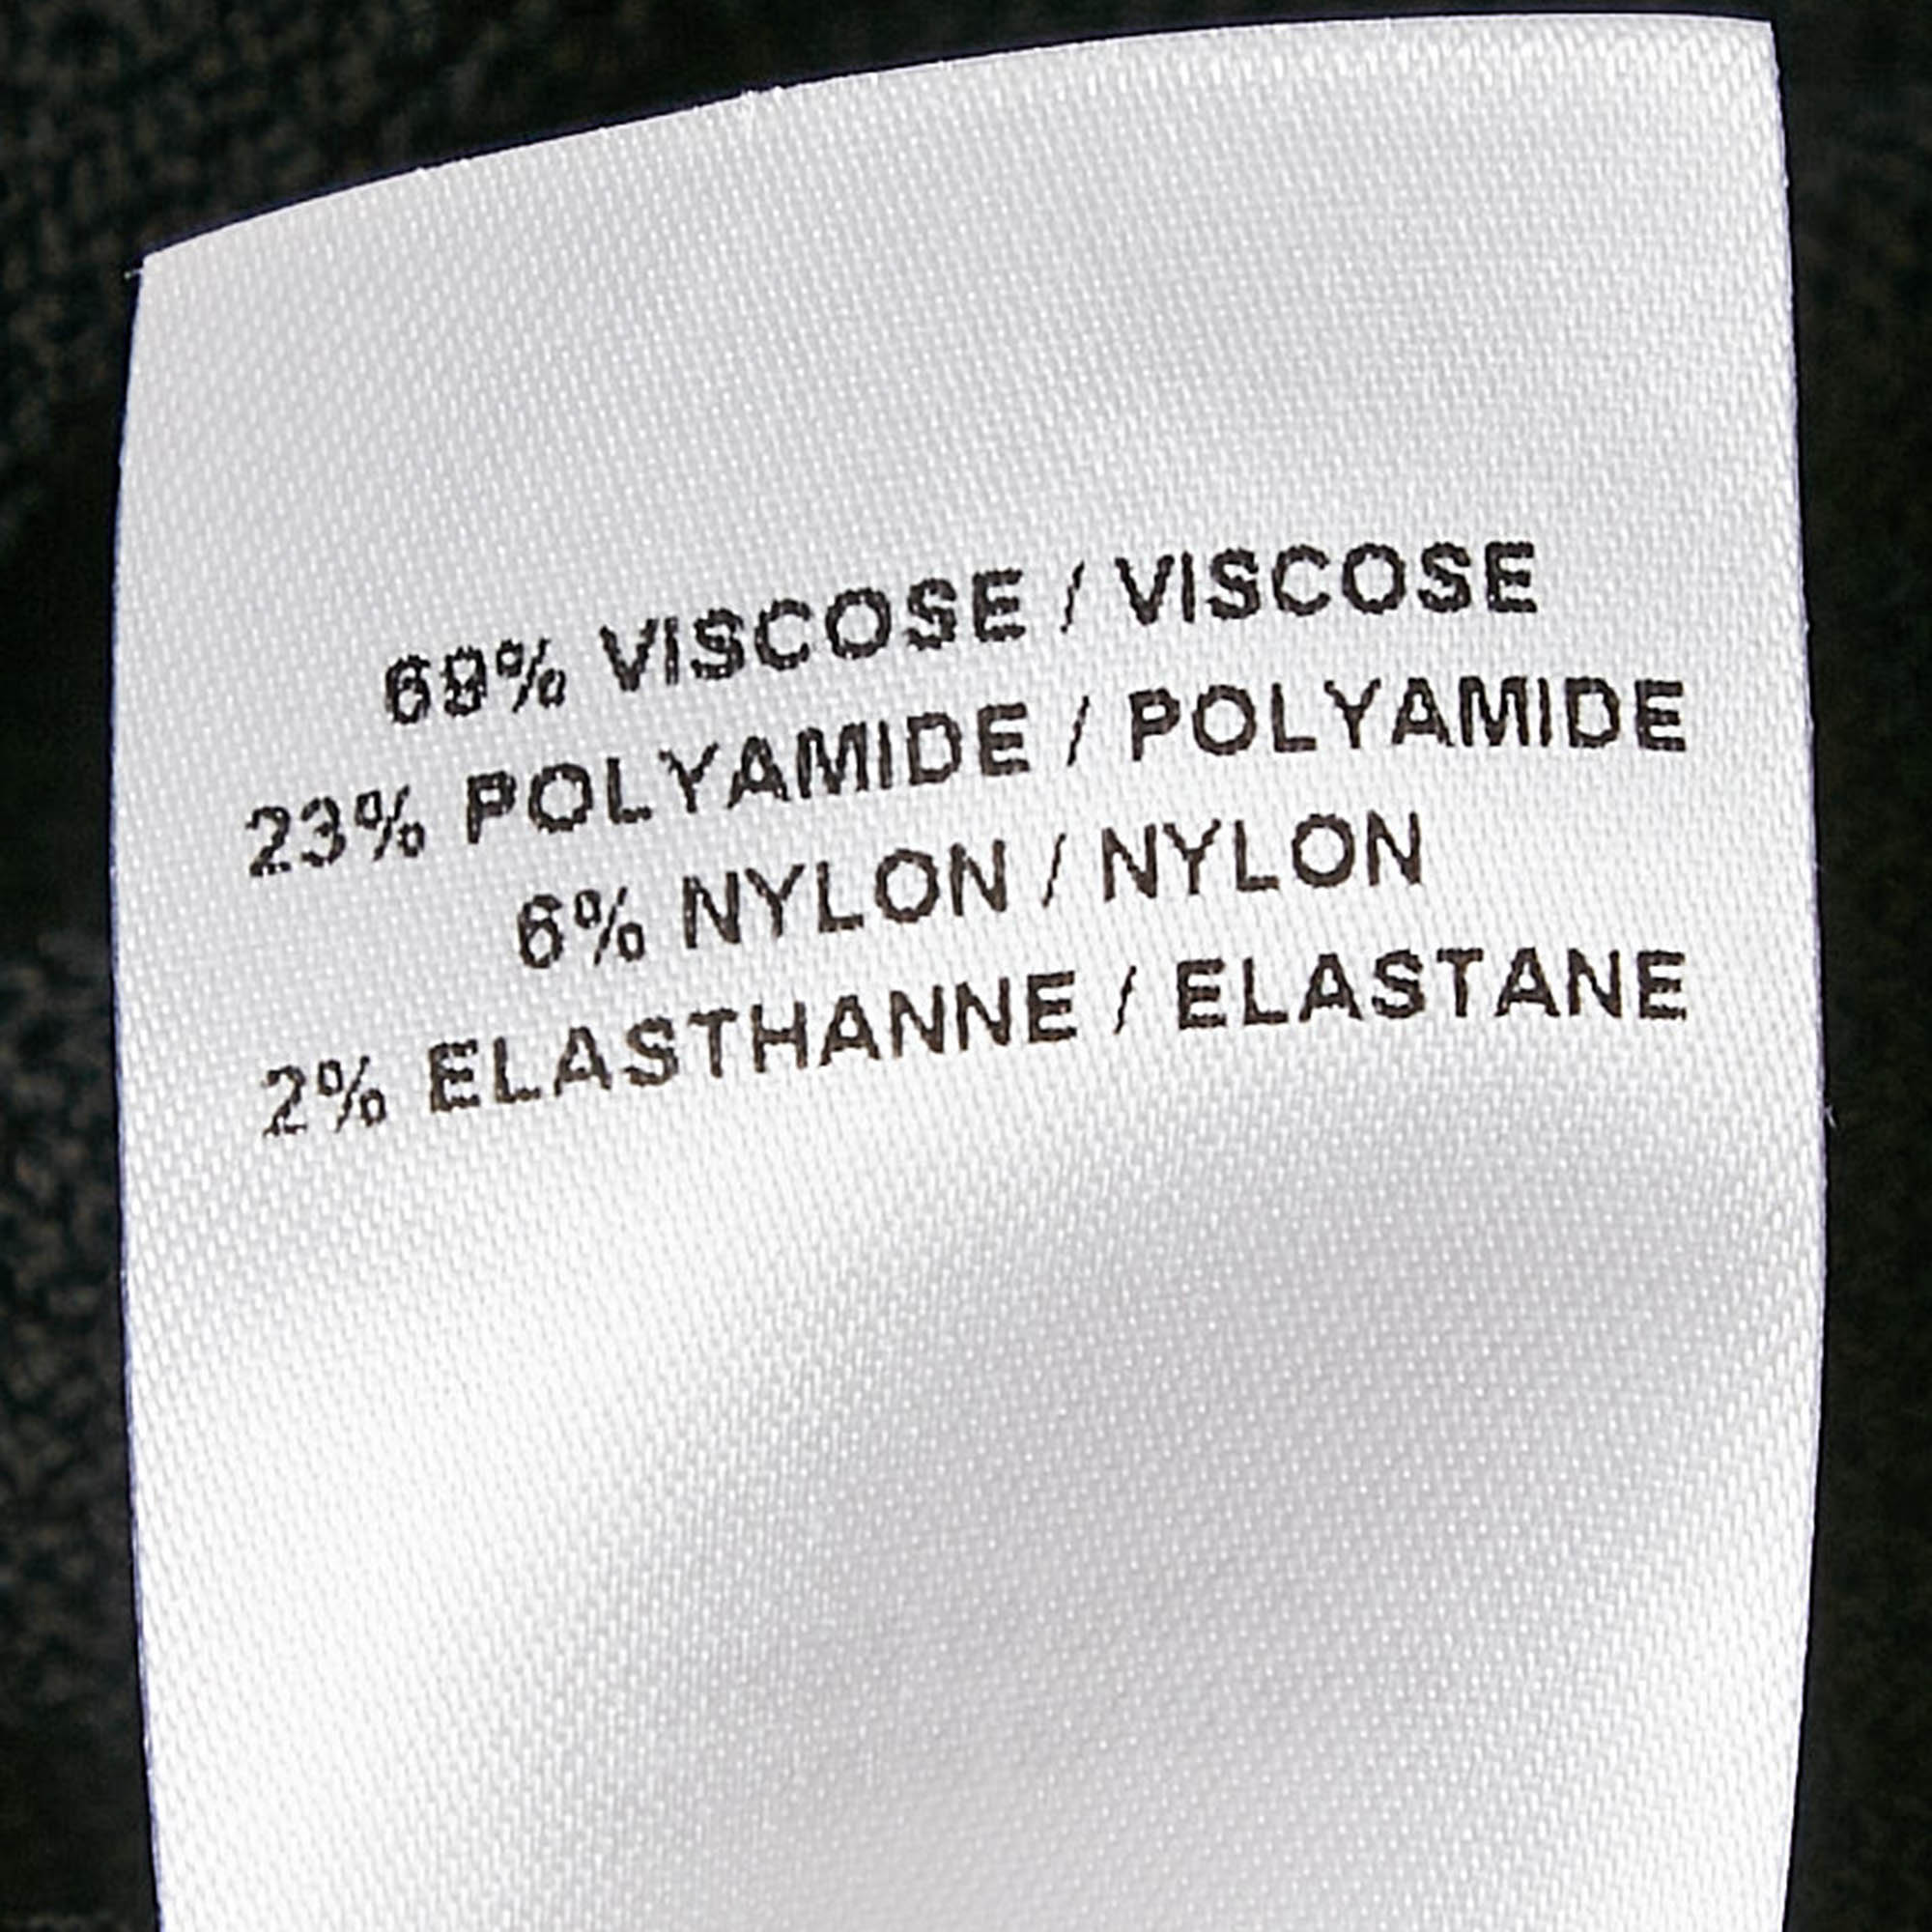 69% VISCOSE / VISCOSE
23% POLYAMIDE / POLYAMIDE
6% NYLON / NYLON
2% ELASTHANNE / ELASTANE